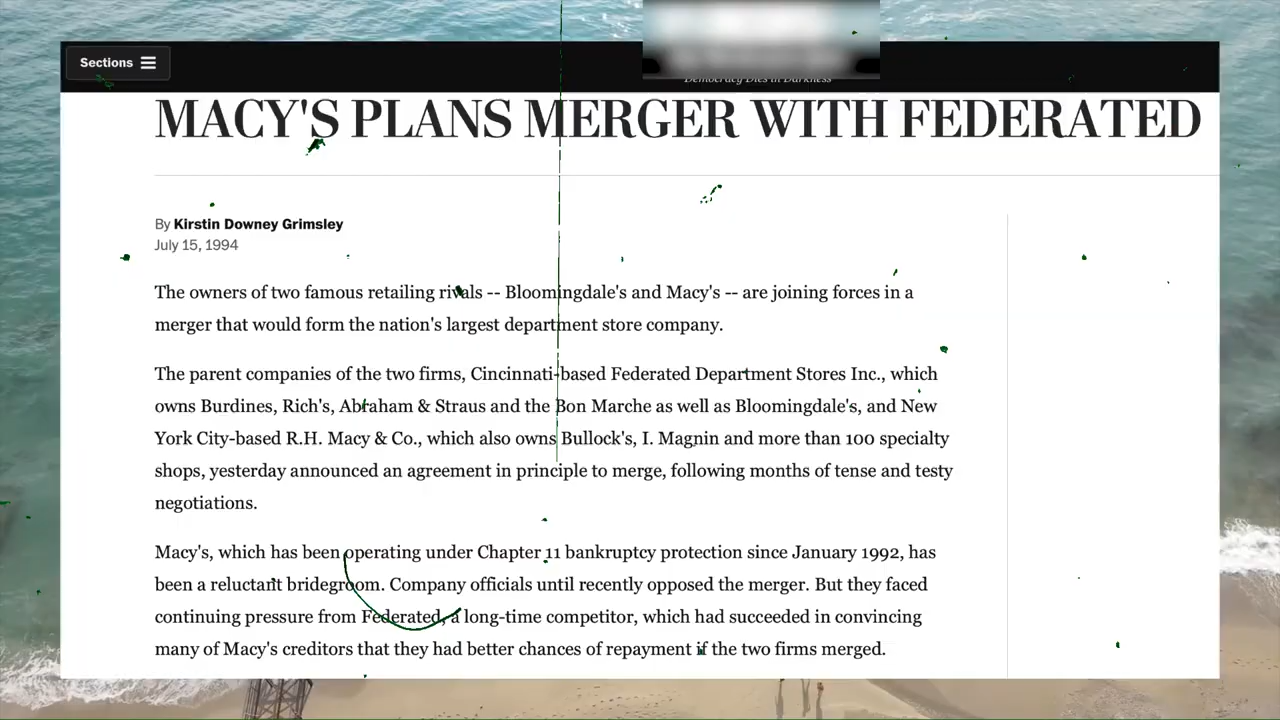 Sections
Democracy Dies in Darkness
MACY'S PLANS MERGER WITH FEDERATED
By Kirstin Downey Grimsley
July 15, 1994
The owners of two famous retailing rivals -- Bloomingdale's and Macy's -- are joining forces in a
merger that would form the nation's largest department store company.
The parent companies of the two firms, Cincinnati-based Federated Department Stores Inc., which
owns Burdines, Rich's, Abraham & Straus and the Bon Marche as well as Bloomingdale's, and New
York City-based R.H. Macy & Co., which also owns Bullock's, I. Magnin and more than 100 specialty
shops, yesterday announced an agreement in principle to merge, following months of tense and testy
negotiations.
Macy's, which has been operating under Chapter 11 bankruptcy protection since January 1992, has
been a reluctant bridegroom. Company officials until recently opposed the merger. But they faced
continuing pressure from Federated, a long-time competitor, which had succeeded in convincing
many of Macy's creditors that they had better chances of repayment if the two firms merged.